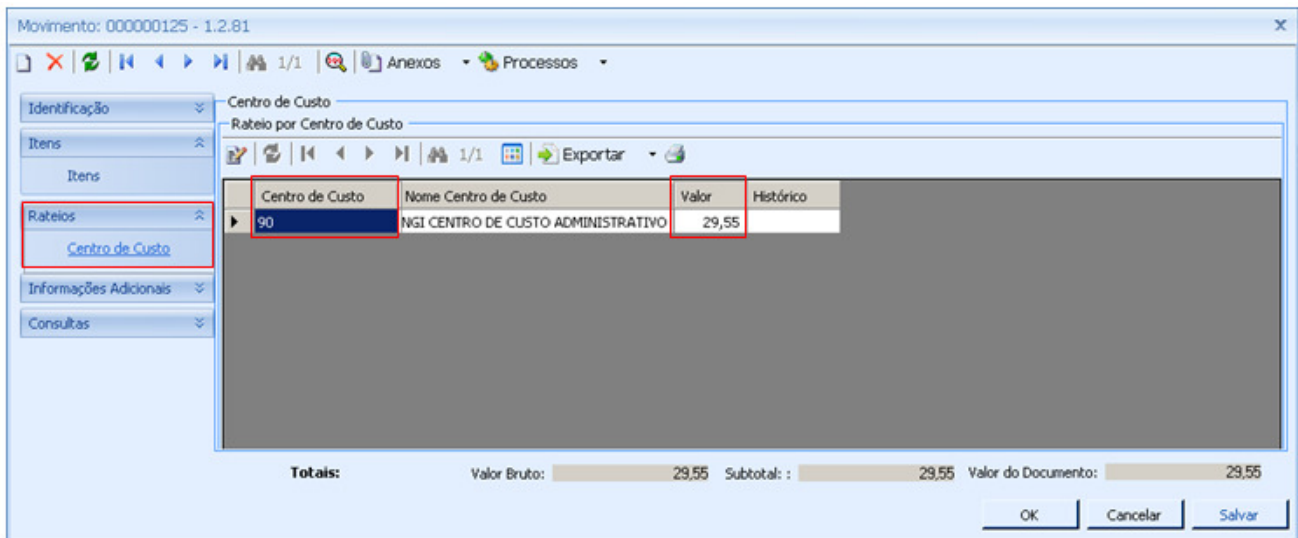 Movimento: 000000125 - 1.2.81
x
1/1 Anexos Processos
Identificação
Itens
Itens
Rateios
Centro de Custo
Informações Adicionais
Consultas
Centro de Custo
Rateio por Centro de Custo
1/1 Exportar
Centro de Custo Nome Centro de Custo Valor Histórico
90 NGI CENTRO DE CUSTO ADMINISTRATIVO 29,55
Totais: Valor Bruto: 29,55 Subtotal: : 29,55 Valor do Documento: 29,55
OK Cancelar Salvar